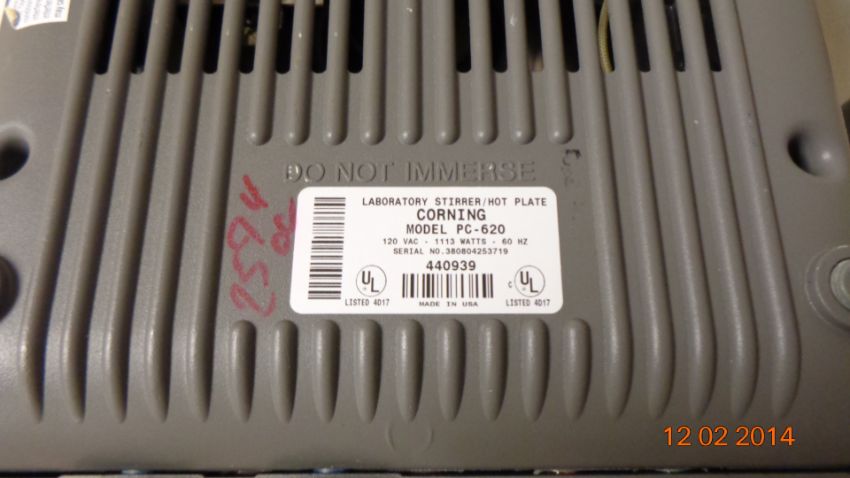 DO NOT IMMERSE
LABORATORY STIRRER/HOT PLATE
CORNING
MODEL PC-620
120 VAC - 1113 WATTS - 60 HZ
SERIAL NO.380804253719
440939
UL
LISTED 4D17
MADE IN USA
C UL
LISTED 4D17
12 02 2014